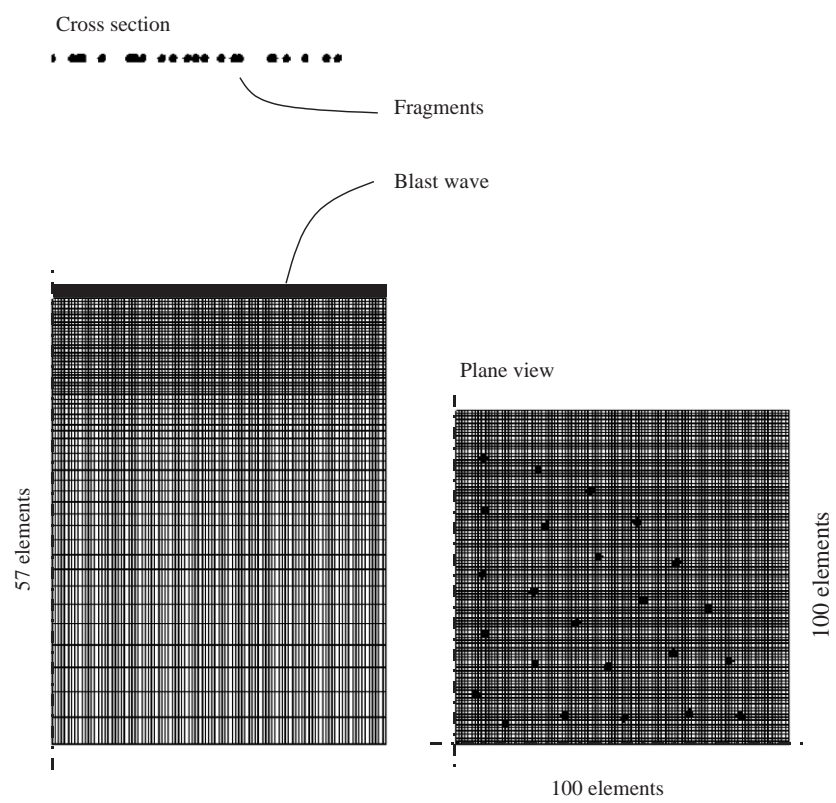 Cross section
Fragments
Blast wave
Plane view
57 elements
100 elements
100 elements